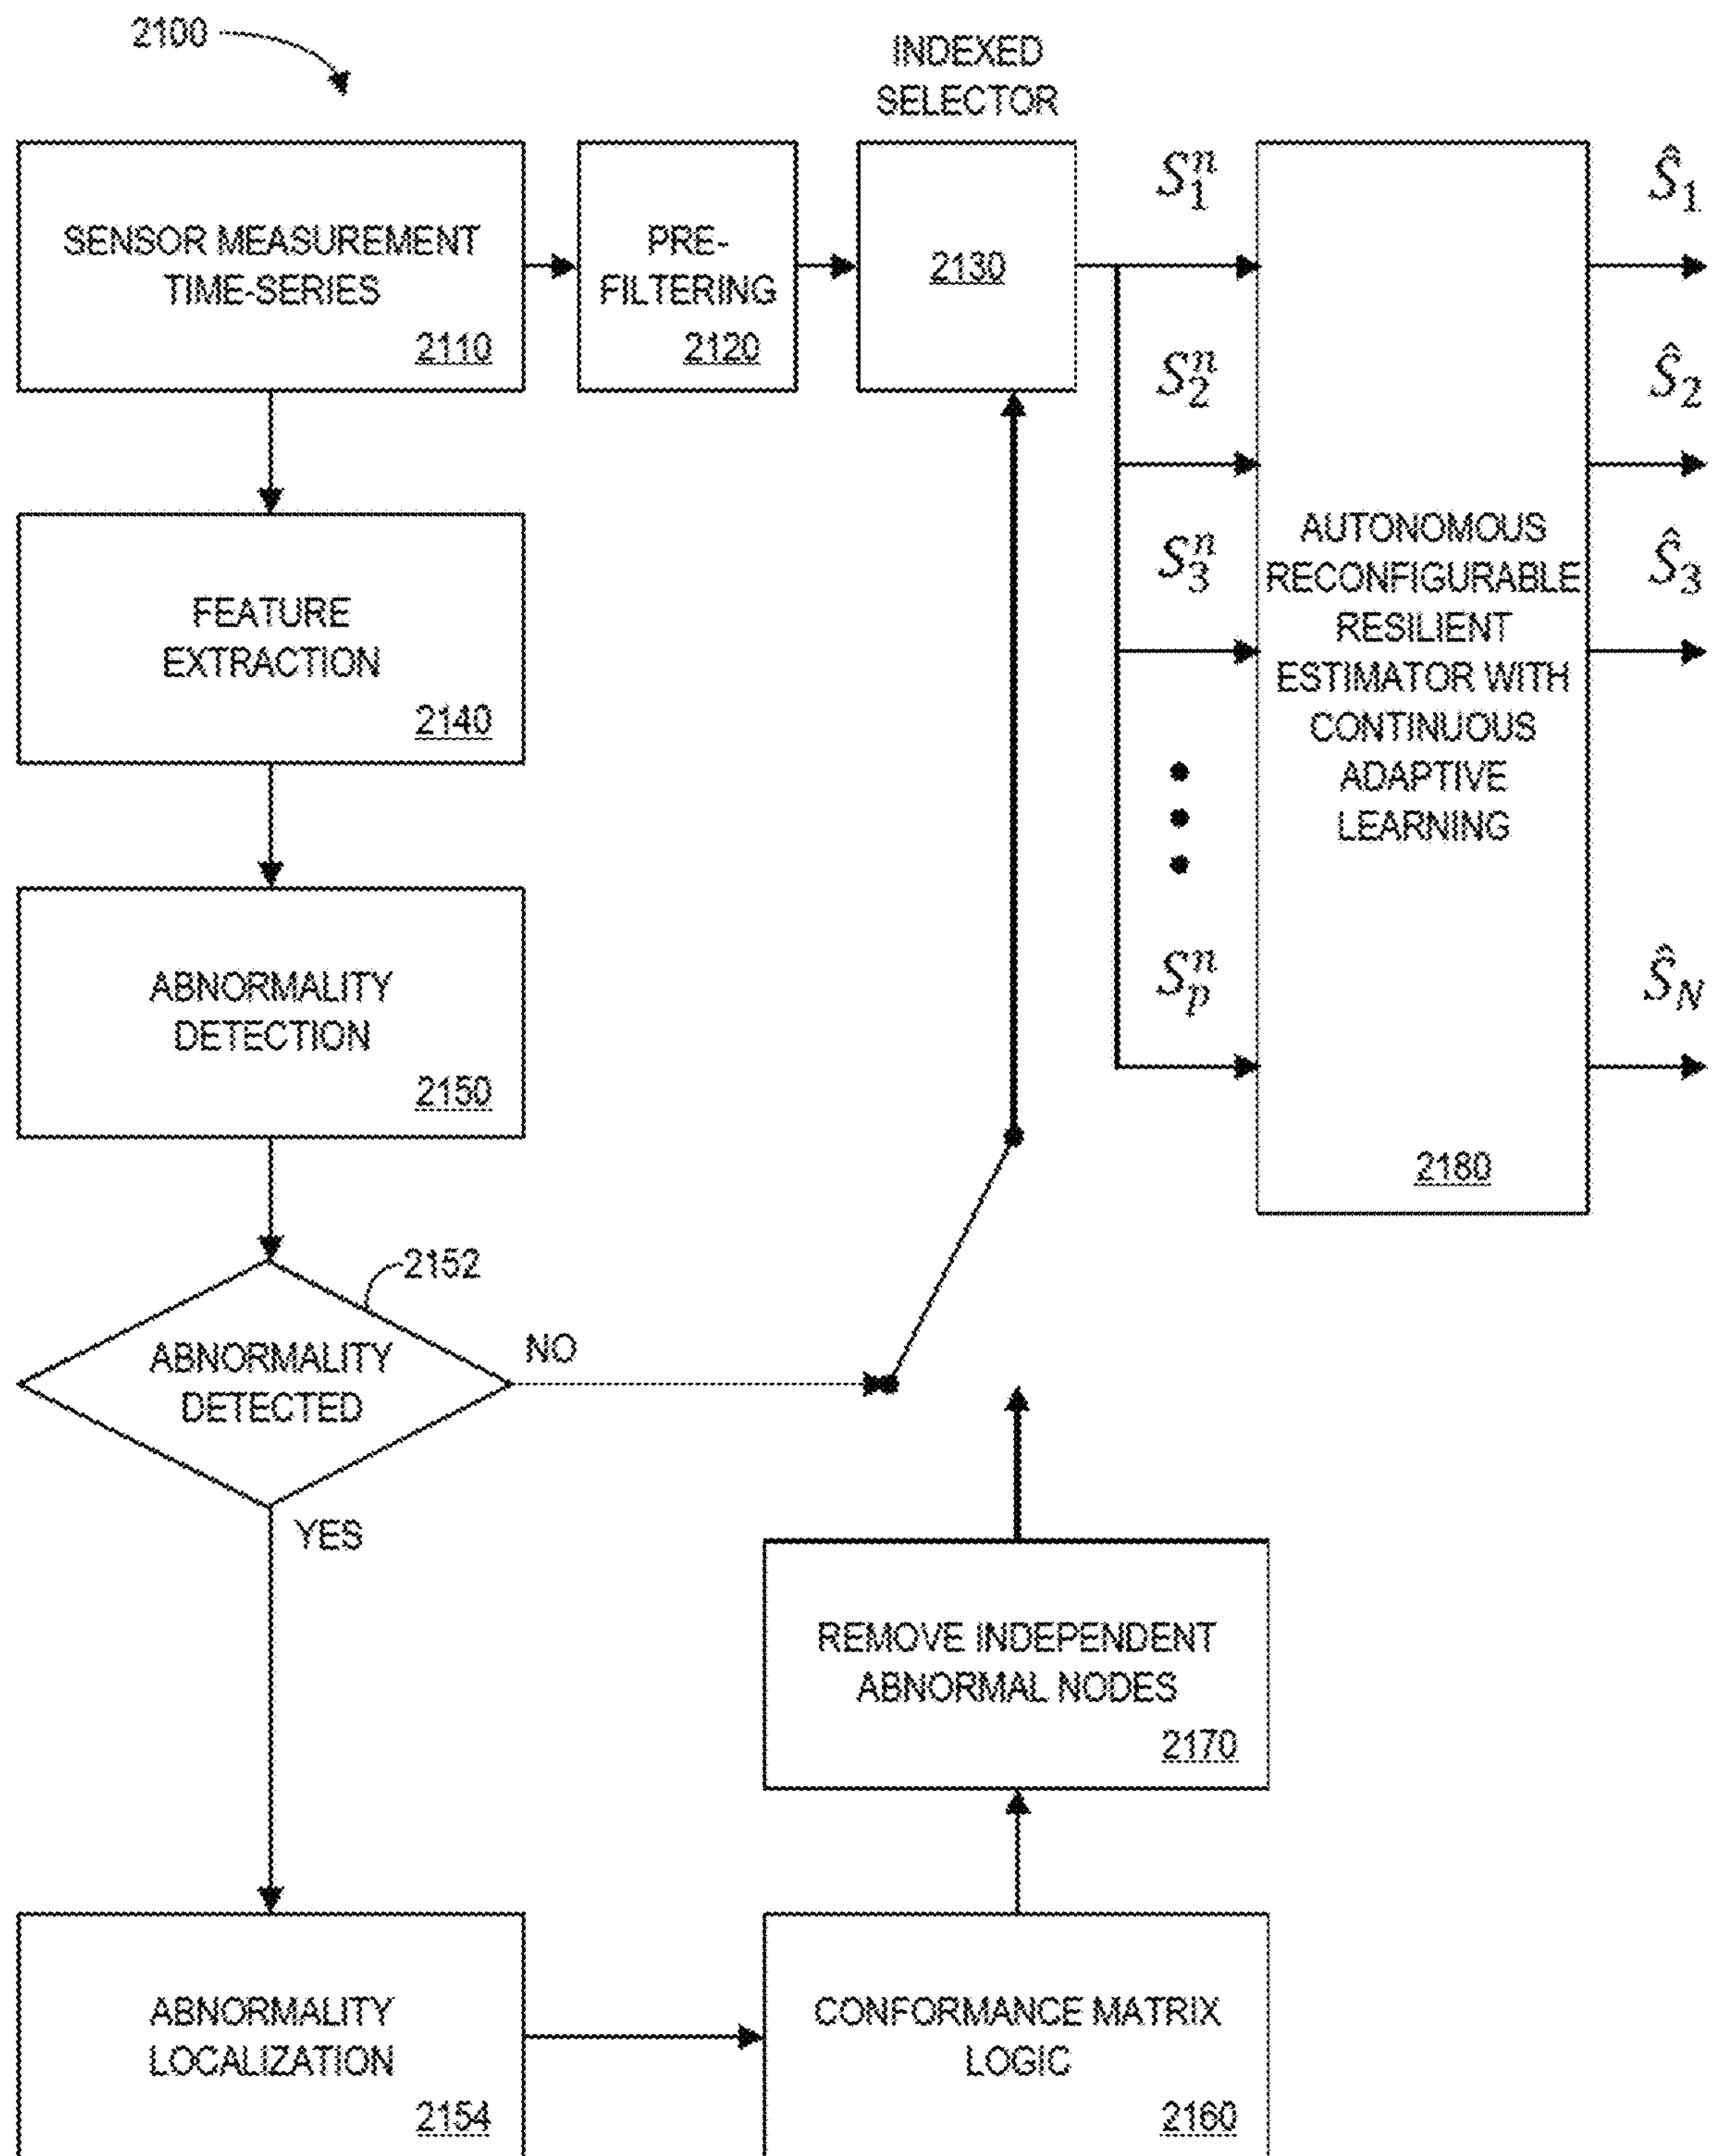 2100
INDEXED
SELECTOR
SENSOR MEASUREMENT
TIME-SERIES
2110
PRE-
FILTERING
2120
2130
S₁ⁿ
S₂ⁿ
S₃ⁿ
Sₚⁿ
AUTONOMOUS
RECONFIGURABLE
RESILIENT
ESTIMATOR WITH
CONTINUOUS
ADAPTIVE
LEARNING
2180
Ŝ₁
Ŝ₂
Ŝ₃
Ŝ_N
FEATURE
EXTRACTION
2140
ABNORMALITY
DETECTION
2150
2152
ABNORMALITY
DETECTED
NO
YES
REMOVE INDEPENDENT
ABNORMAL NODES
2170
ABNORMALITY
LOCALIZATION
2154
CONFORMANCE MATRIX
LOGIC
2160